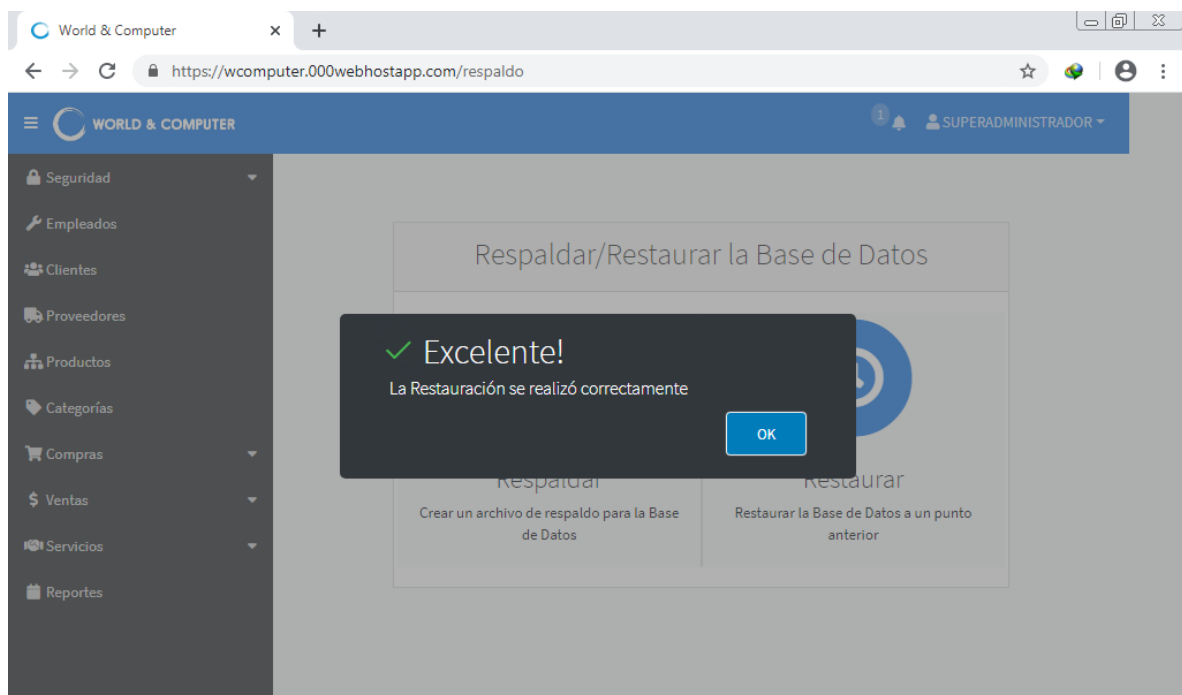 World & Computer
https://wcomputer.000webhostapp.com/respaldo
WORLD & COMPUTER
1
SUPERADMINISTRADOR
Seguridad
Empleados
Clientes
Proveedores
Productos
Categorías
Compras
$ Ventas
Servicios
Reportes
Respaldar/Restaurar la Base de Datos
Excelente!
La Restauración se realizó correctamente
OK
Respaldar
Crear un archivo de respaldo para la Base
de Datos
Restaurar
Restaurar la Base de Datos a un punto
anterior